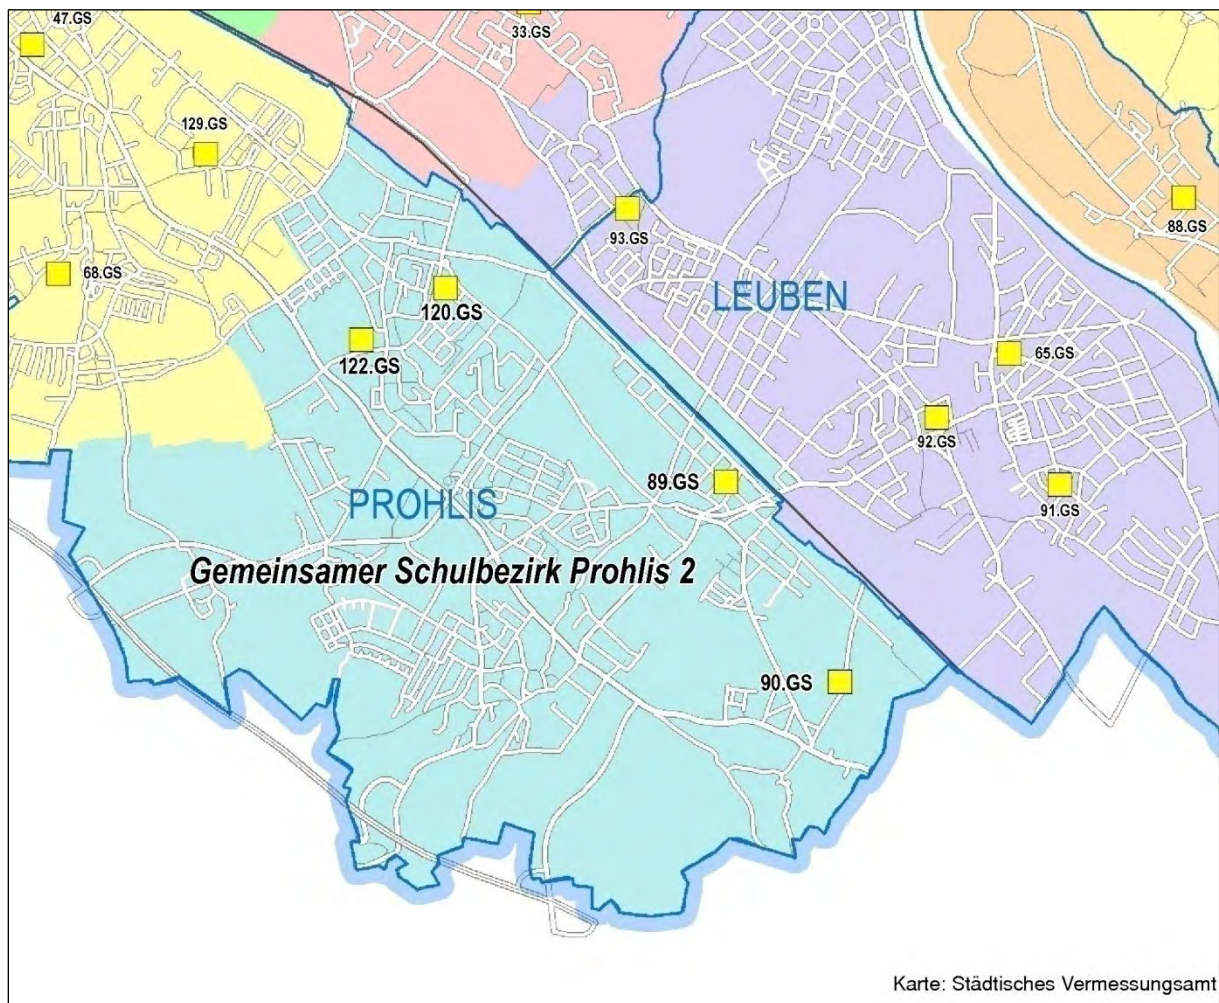 47.GS
33.GS
129.GS
88.GS
93.GS
68.GS
LEUBEN
120.GS
122.GS
65.GS
92.GS
89.GS
91.GS
PROHLIS
Gemeinsamer Schulbezirk Prohlis 2
90.GS
Karte: Städtisches Vermessungsamt